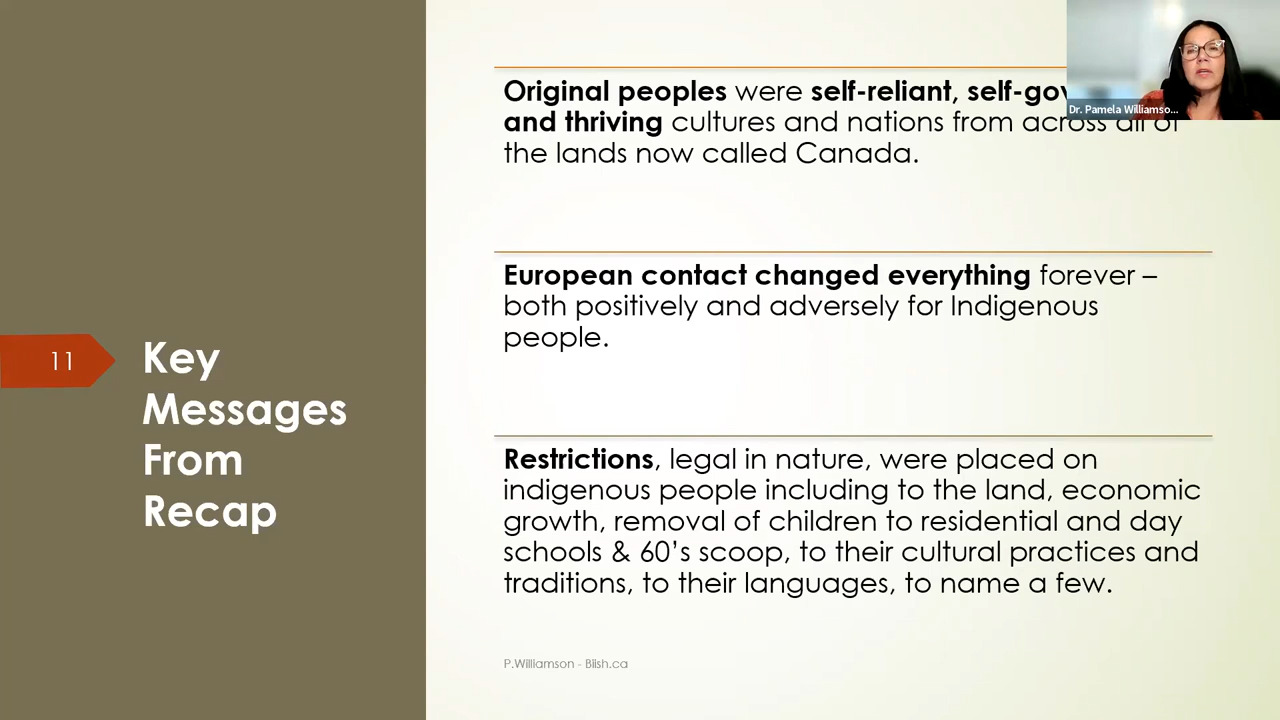 11
Key
Messages
From
Recap
Original peoples were self-reliant,
and thriving cultures and nations from across all of
the lands now called Canada.
European contact changed everything forever –
both positively and adversely for Indigenous
people.
Restrictions, legal in nature, were placed on
indigenous people including to the land, economic
growth, removal of children to residential and day
schools & 60’s scoop, to their cultural practices and
traditions, to their languages, to name a few.
P.Williamson - Biish.ca
Dr. Pamela Williamso...